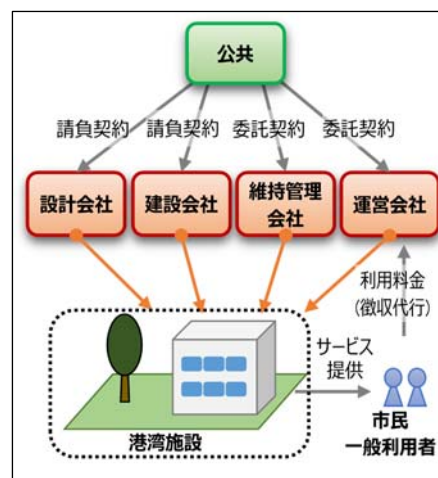 公共
請負契約 請負契約 委託契約 委託契約
設計会社 建設会社 維持管理
会社 運営会社
利用料金
(徴収代行)
サービス
提供
港湾施設
市民
一般利用者